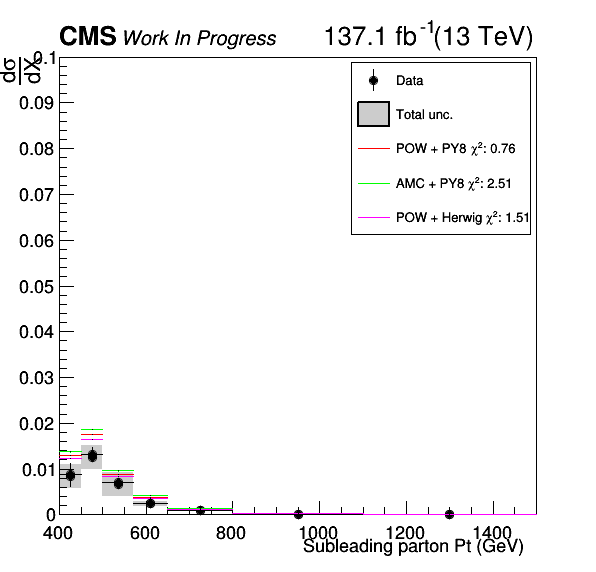 CMS Work In Progress 137.1 fb-1(13 TeV)
dσ
dX
0.1
0.09
0.08
0.07
0.06
0.05
0.04
0.03
0.02
0.01
0
Data
Total unc.
POW + PY8 χ²: 0.76
AMC + PY8 χ²: 2.51
POW + Herwig χ²: 1.51
400 600 800 1000 1200 1400
Subleading parton Pt (GeV)